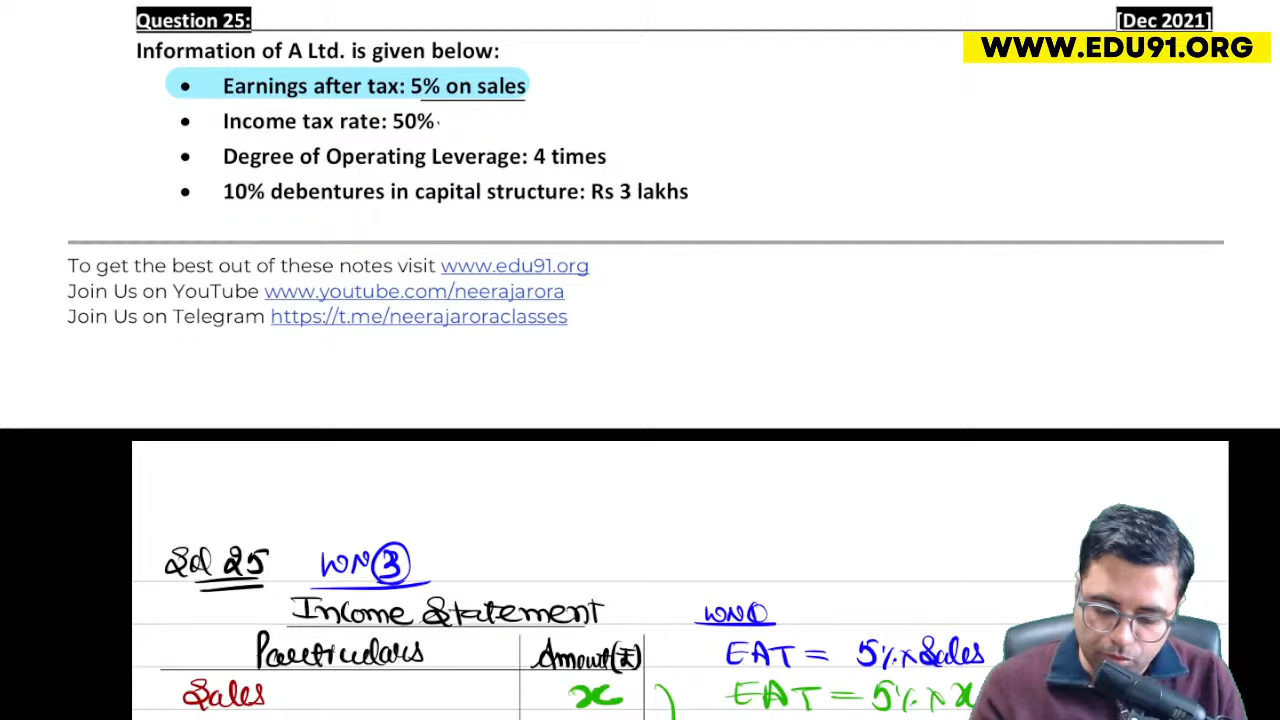 Question 25: [Dec 2021]
WWW.EDU91.ORG
Information of A Ltd. is given below:
• Earnings after tax: 5% on sales
• Income tax rate: 50%
• Degree of Operating Leverage: 4 times
• 10% debentures in capital structure: Rs 3 lakhs
To get the best out of these notes visit www.edu91.org
Join Us on YouTube www.youtube.com/neerajarora
Join Us on Telegram https://t.me/neerajaroraclasses
Sol 25 WN 3
Income Statement
WN 1
Particulars Amount(₹)
EAT = 5% x Sales
Sales x
EAT = 5% x x